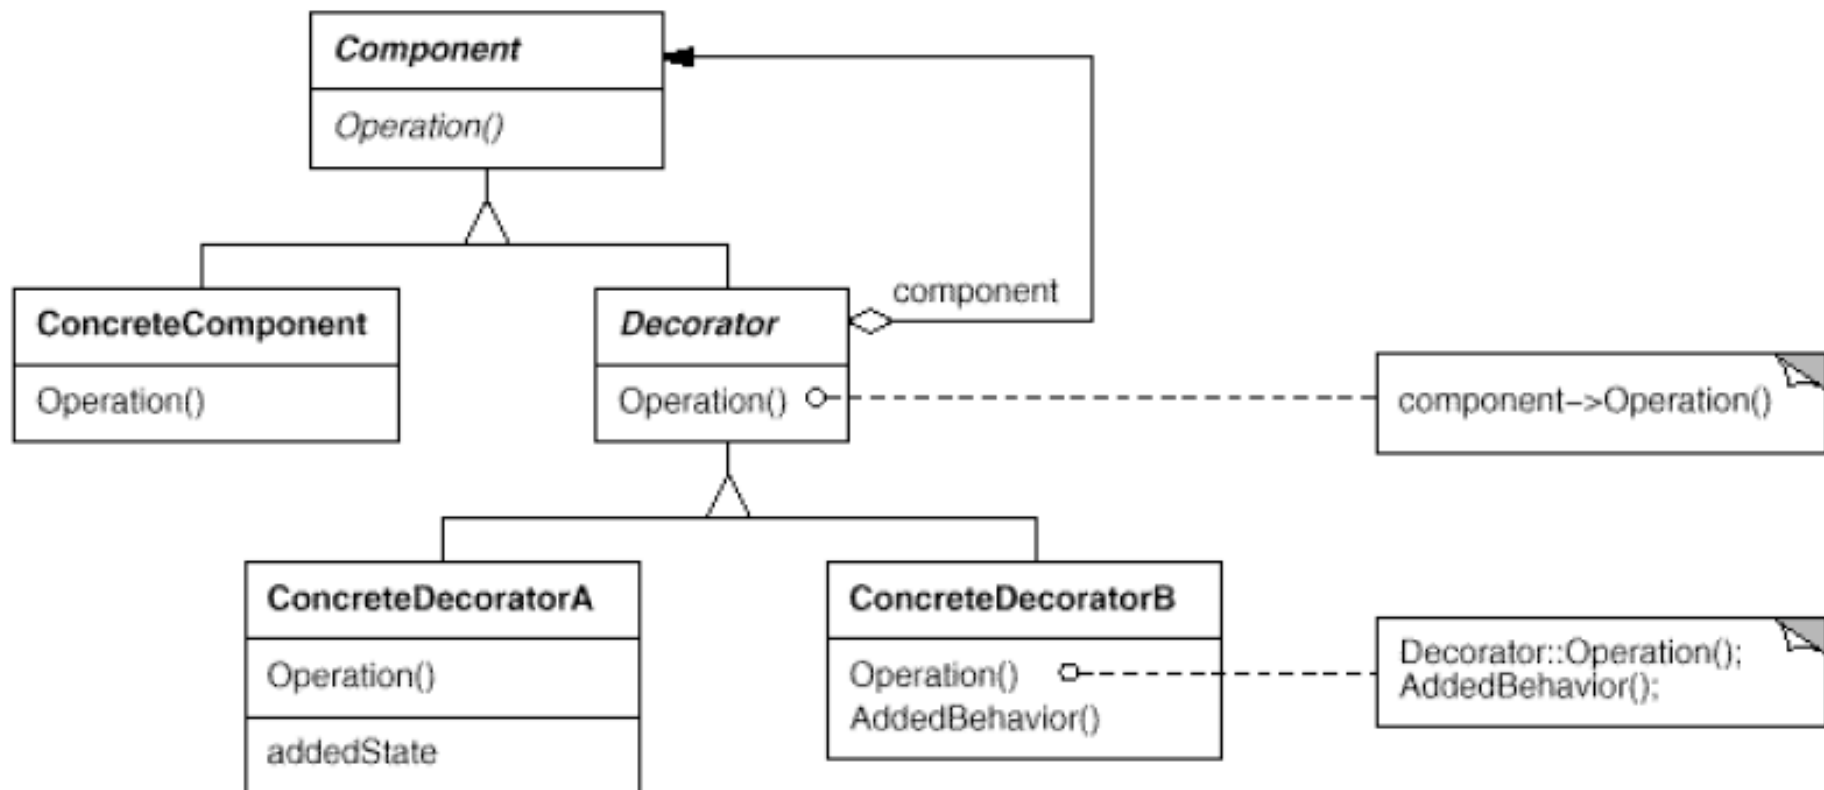 Component
Operation()
ConcreteComponent
Operation()
Decorator
Operation()
component
component–>Operation()
ConcreteDecoratorA
Operation()
addedState
ConcreteDecoratorB
Operation()
AddedBehavior()
Decorator::Operation();
AddedBehavior();